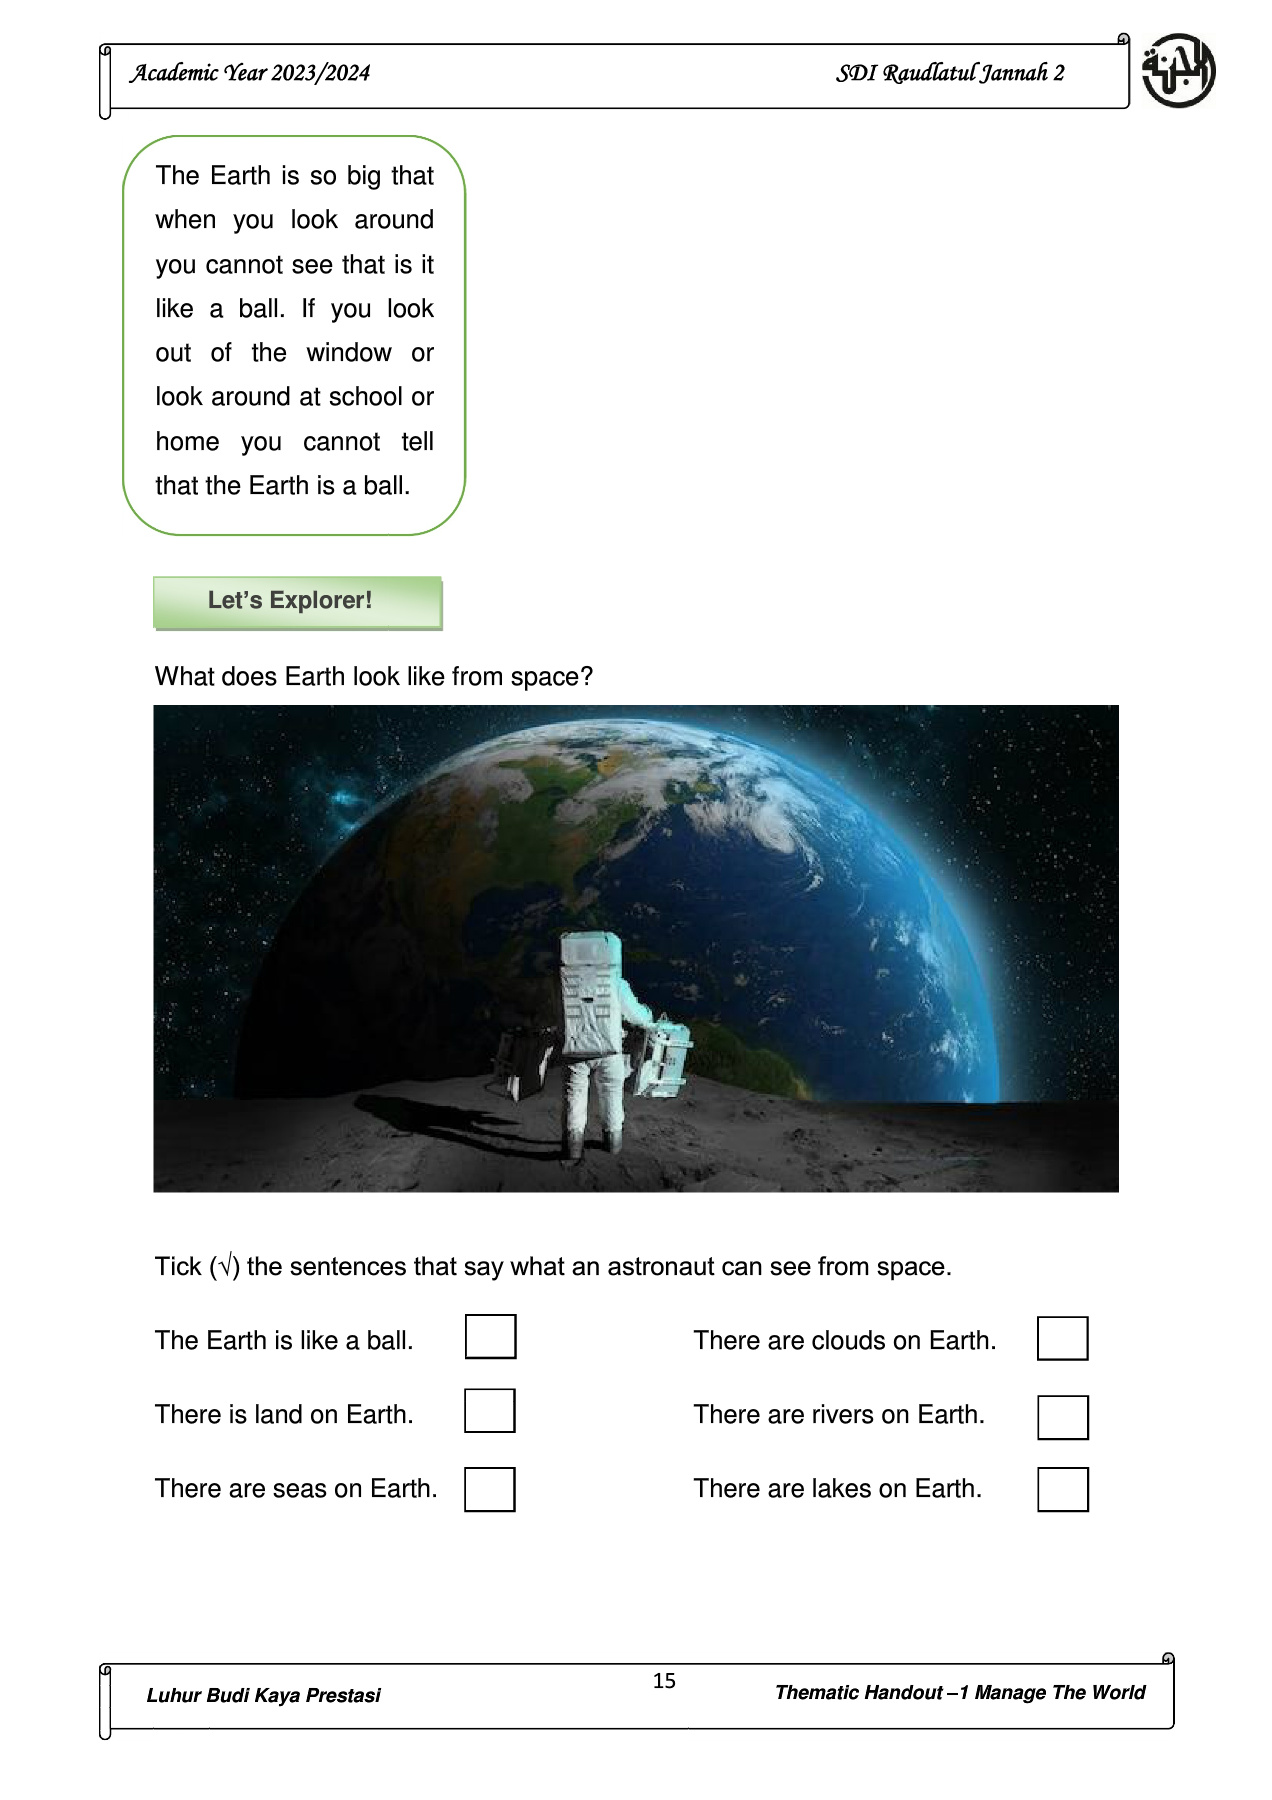 Academic Year 2023/2024
SDI Raudlatul Jannah 2
The Earth is so big that
when you look around
you cannot see that is it
like a ball. If you look
out of the window or
look around at school or
home you cannot tell
that the Earth is a ball.
Let’s Explorer!
What does Earth look like from space?
Tick (√) the sentences that say what an astronaut can see from space.
The Earth is like a ball.
There are clouds on Earth.
There is land on Earth.
There are rivers on Earth.
There are seas on Earth.
There are lakes on Earth.
Luhur Budi Kaya Prestasi
15
Thematic Handout –1 Manage The World